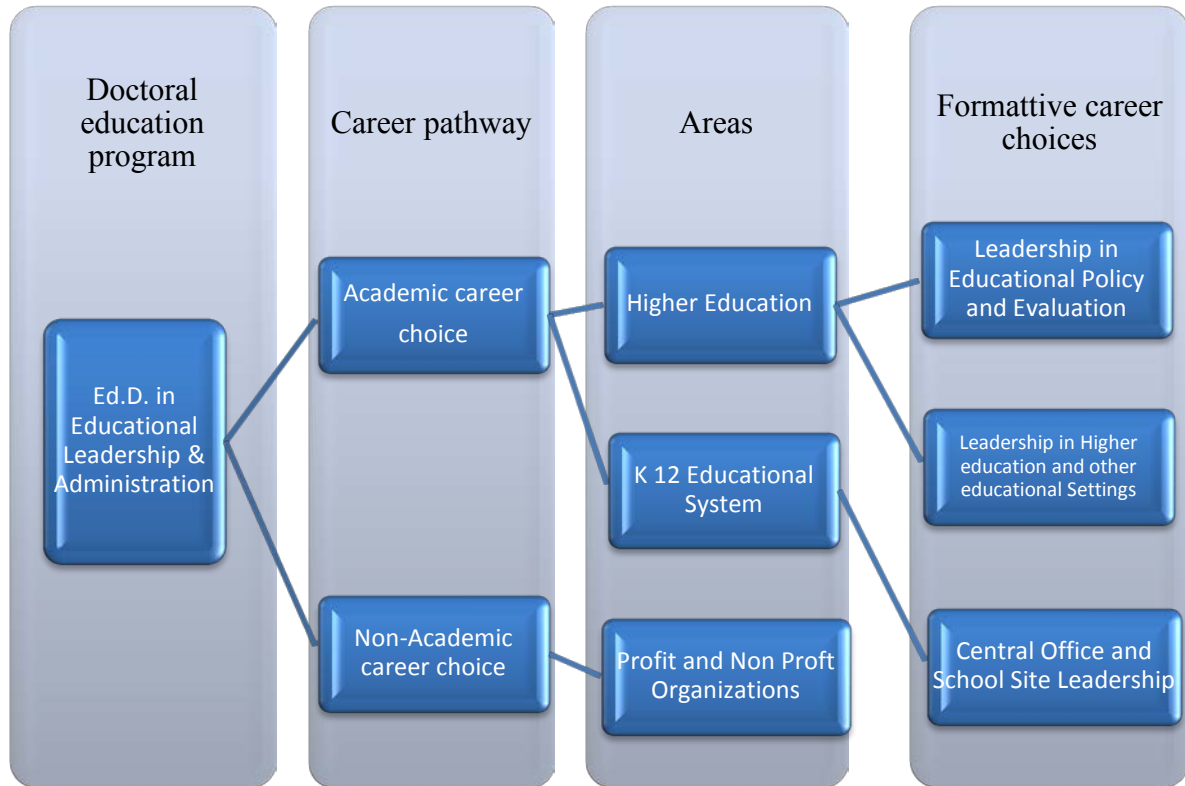 Doctoral
education
program
Career pathway
Areas
Formattive career
choices
Ed.D. in
Educational
Leadership &
Administration
Academic career
choice
Non-Academic
career choice
Higher Education
K 12 Educational
System
Profit and Non Proft
Organizations
Leadership in
Educational Policy
and Evaluation
Leadership in Higher
education and other
educational Settings
Central Office and
School Site Leadership